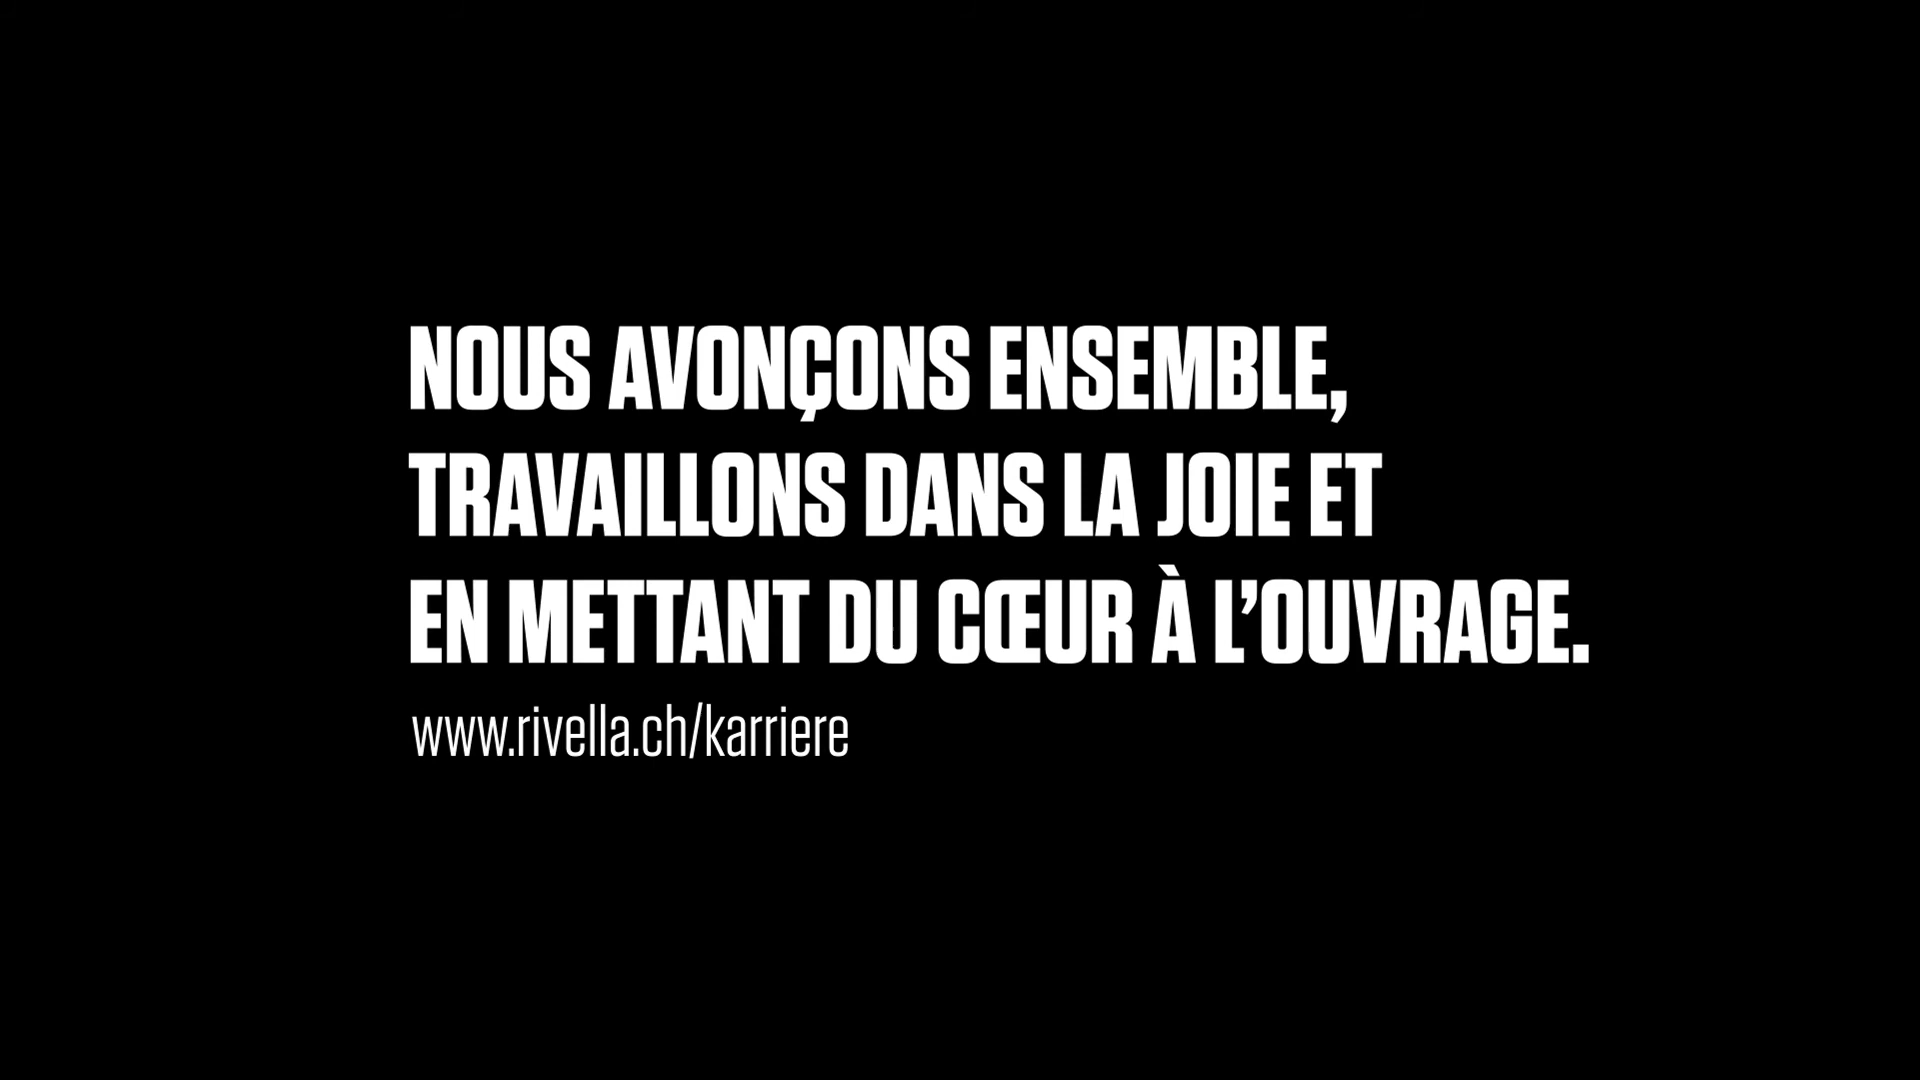 NOUS AVONÇONS ENSEMBLE,
TRAVAILLONS DANS LA JOIE ET
EN METTANT DU CŒUR À L’OUVRAGE.
www.rivella.ch/karriere